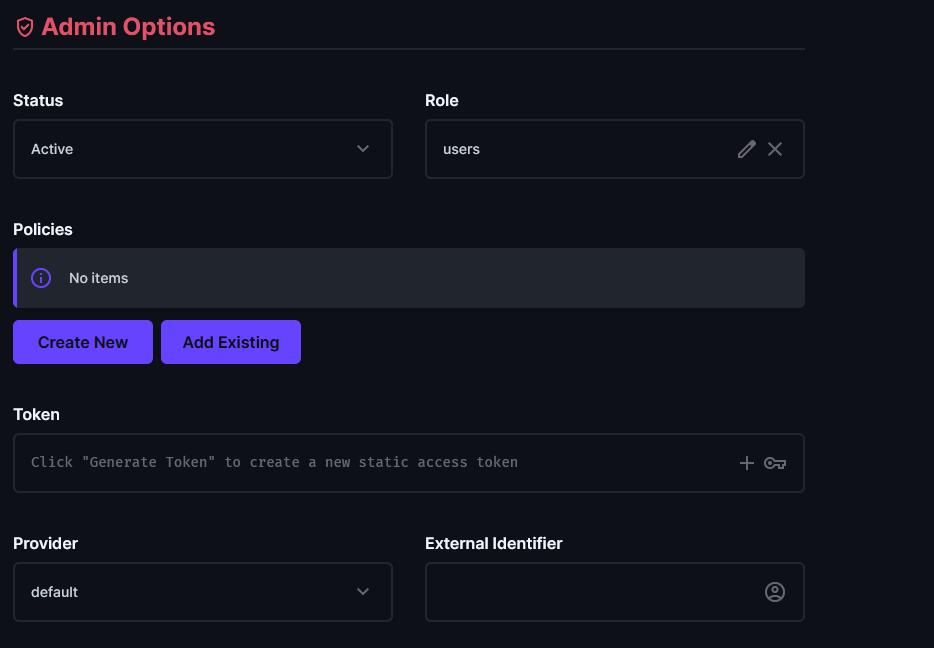 Admin Options
Status
Role
Active
users
Policies
No items
Create New
Add Existing
Token
Click "Generate Token" to create a new static access token
Provider
External Identifier
default